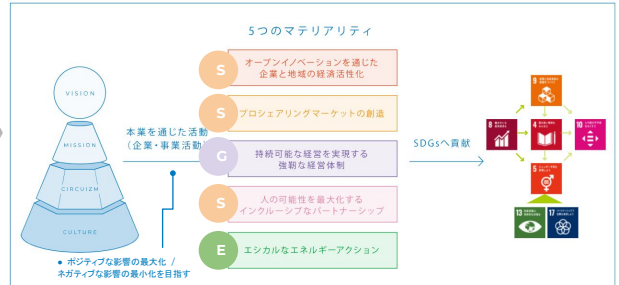 5つのマテリアリティ
VISION
MISSION
CIRCUIZM
CULTURE
本業を通じた活動
(企業・事業活動)
● ポジティブな影響の最大化 /
ネガティブな影響の最小化を目指す
S
オープンイノベーションを通じた
企業と地域の経済活性化
S
プロシェアリングマーケットの創造
G
持続可能な経営を実現する
強靭な経営体制
S
人の可能性を最大化する
インクルーシブなパートナーシップ
E
エシカルなエネルギーアクション
SDGsへ貢献
9
8
4
10
5
13
17